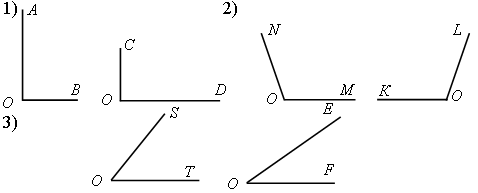 1) A 2) N L
C
O B O D O M K O
3) S E
O T O F